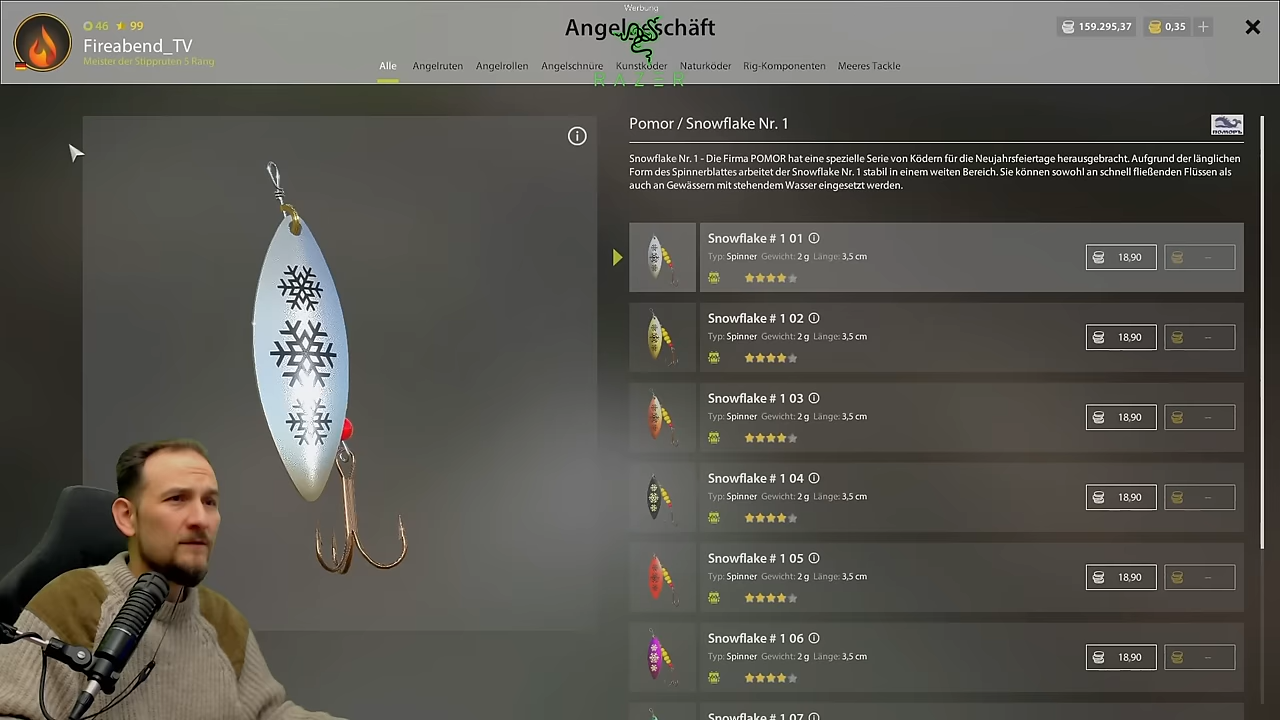 Werbung
46 99
Fireabend_TV
Meister der Stippruten 5 Rang
Angelgeschäft
RAZER
159.295,37
0,35
Alle Angelruten Angelrollen Angelschnüre Kunstköder Naturköder Rig-Komponenten Meeres Tackle
Pomor / Snowflake Nr. 1
ПОМОРЪ
Snowflake Nr. 1 - Die Firma POMOR hat eine spezielle Serie von Ködern für die Neujahrsfeiertage herausgebracht. Aufgrund der länglichen
Form des Spinnerblattes arbeitet der Snowflake Nr. 1 stabil in einem weiten Bereich. Sie können sowohl an schnell fließenden Flüssen als
auch an Gewässern mit stehendem Wasser eingesetzt werden.
Snowflake # 1 01
Typ: Spinner Gewicht: 2 g Länge: 3,5 cm
18,90
–
Snowflake # 1 02
Typ: Spinner Gewicht: 2 g Länge: 3,5 cm
18,90
–
Snowflake # 1 03
Typ: Spinner Gewicht: 2 g Länge: 3,5 cm
18,90
–
Snowflake # 1 04
Typ: Spinner Gewicht: 2 g Länge: 3,5 cm
18,90
–
Snowflake # 1 05
Typ: Spinner Gewicht: 2 g Länge: 3,5 cm
18,90
–
Snowflake # 1 06
Typ: Spinner Gewicht: 2 g Länge: 3,5 cm
18,90
–
Snowflake # 1 07